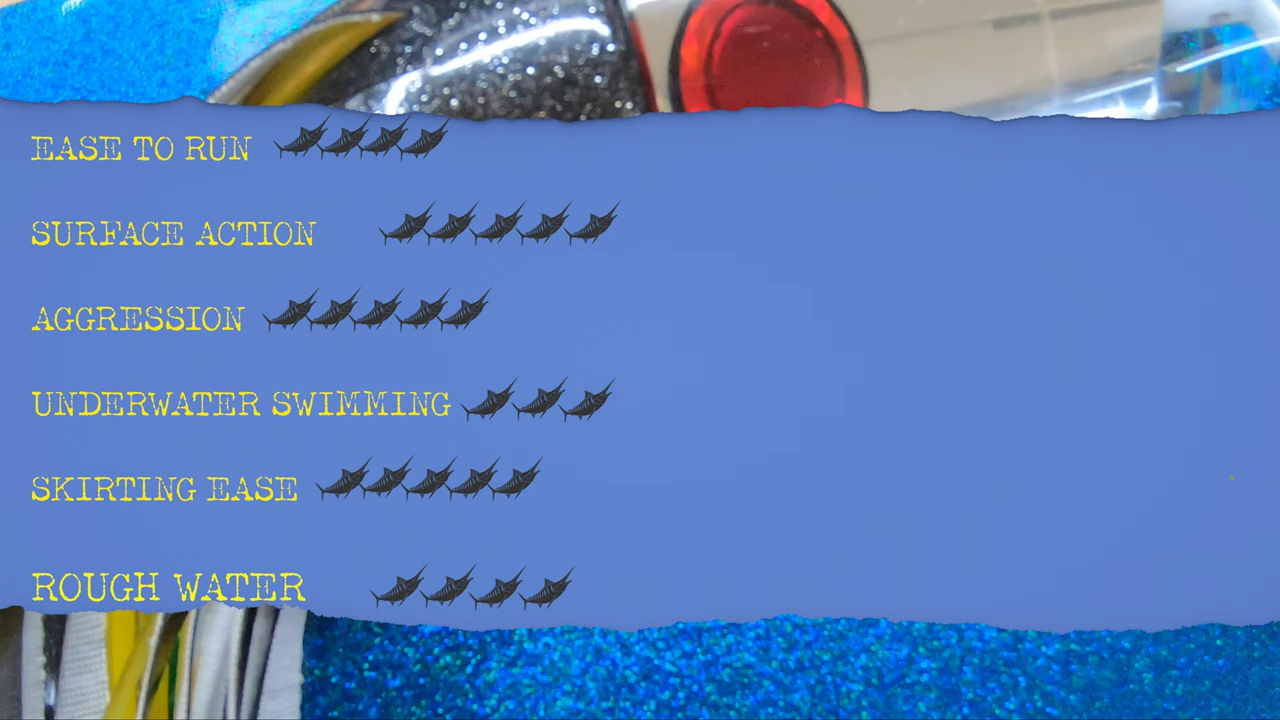 EASE TO RUN
SURFACE ACTION
AGGRESSION
UNDERWATER SWIMMING
SKIRTING EASE
ROUGH WATER